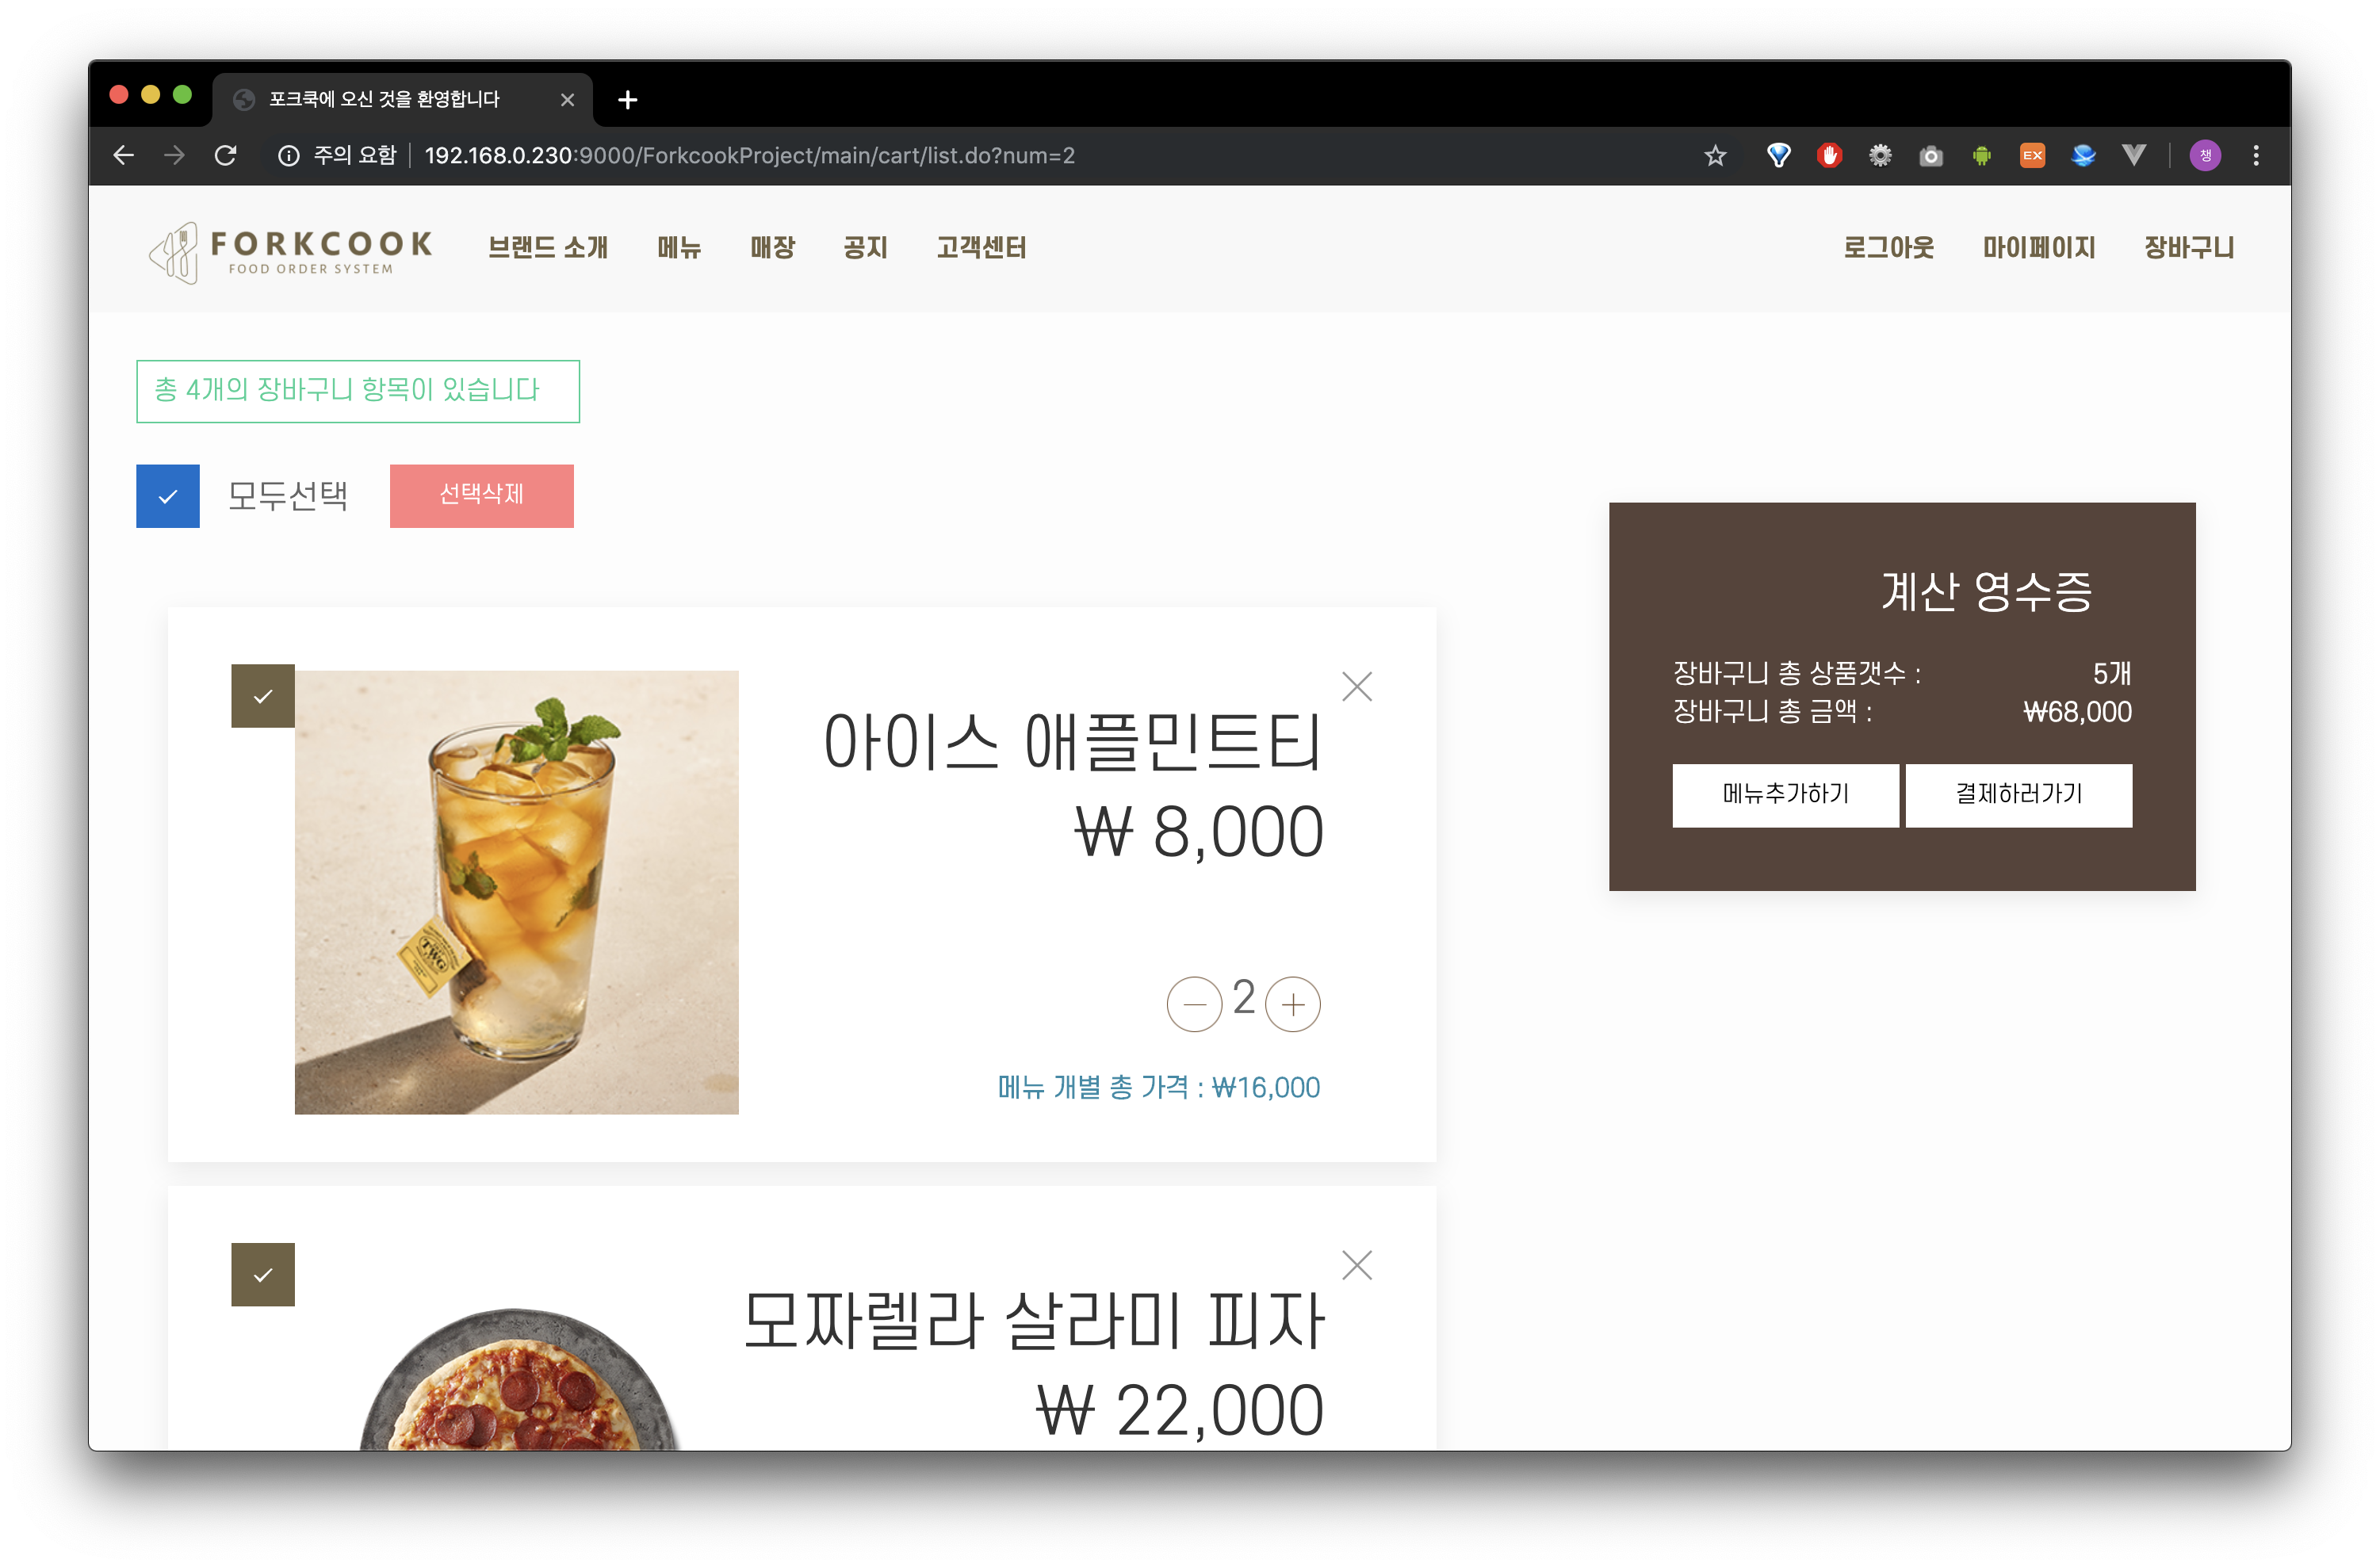 포크쿡에 오신 것을 환영합니다
주의 요함 192.168.0.230:9000/ForkcookProject/main/cart/list.do?num=2
EX
챙
FORKCOOK
FOOD ORDER SYSTEM
브랜드 소개 메뉴 매장 공지 고객센터
로그아웃 마이페이지 장바구니
총 4개의 장바구니 항목이 있습니다
모두선택 선택삭제
계산 영수증
장바구니 총 상품갯수 : 5개
장바구니 총 금액 : ₩68,000
메뉴추가하기 결제하러가기
아이스 애플민트티
₩ 8,000
TWG
2
메뉴 개별 총 가격 : ₩16,000
모짜렐라 살라미 피자
₩ 22,000